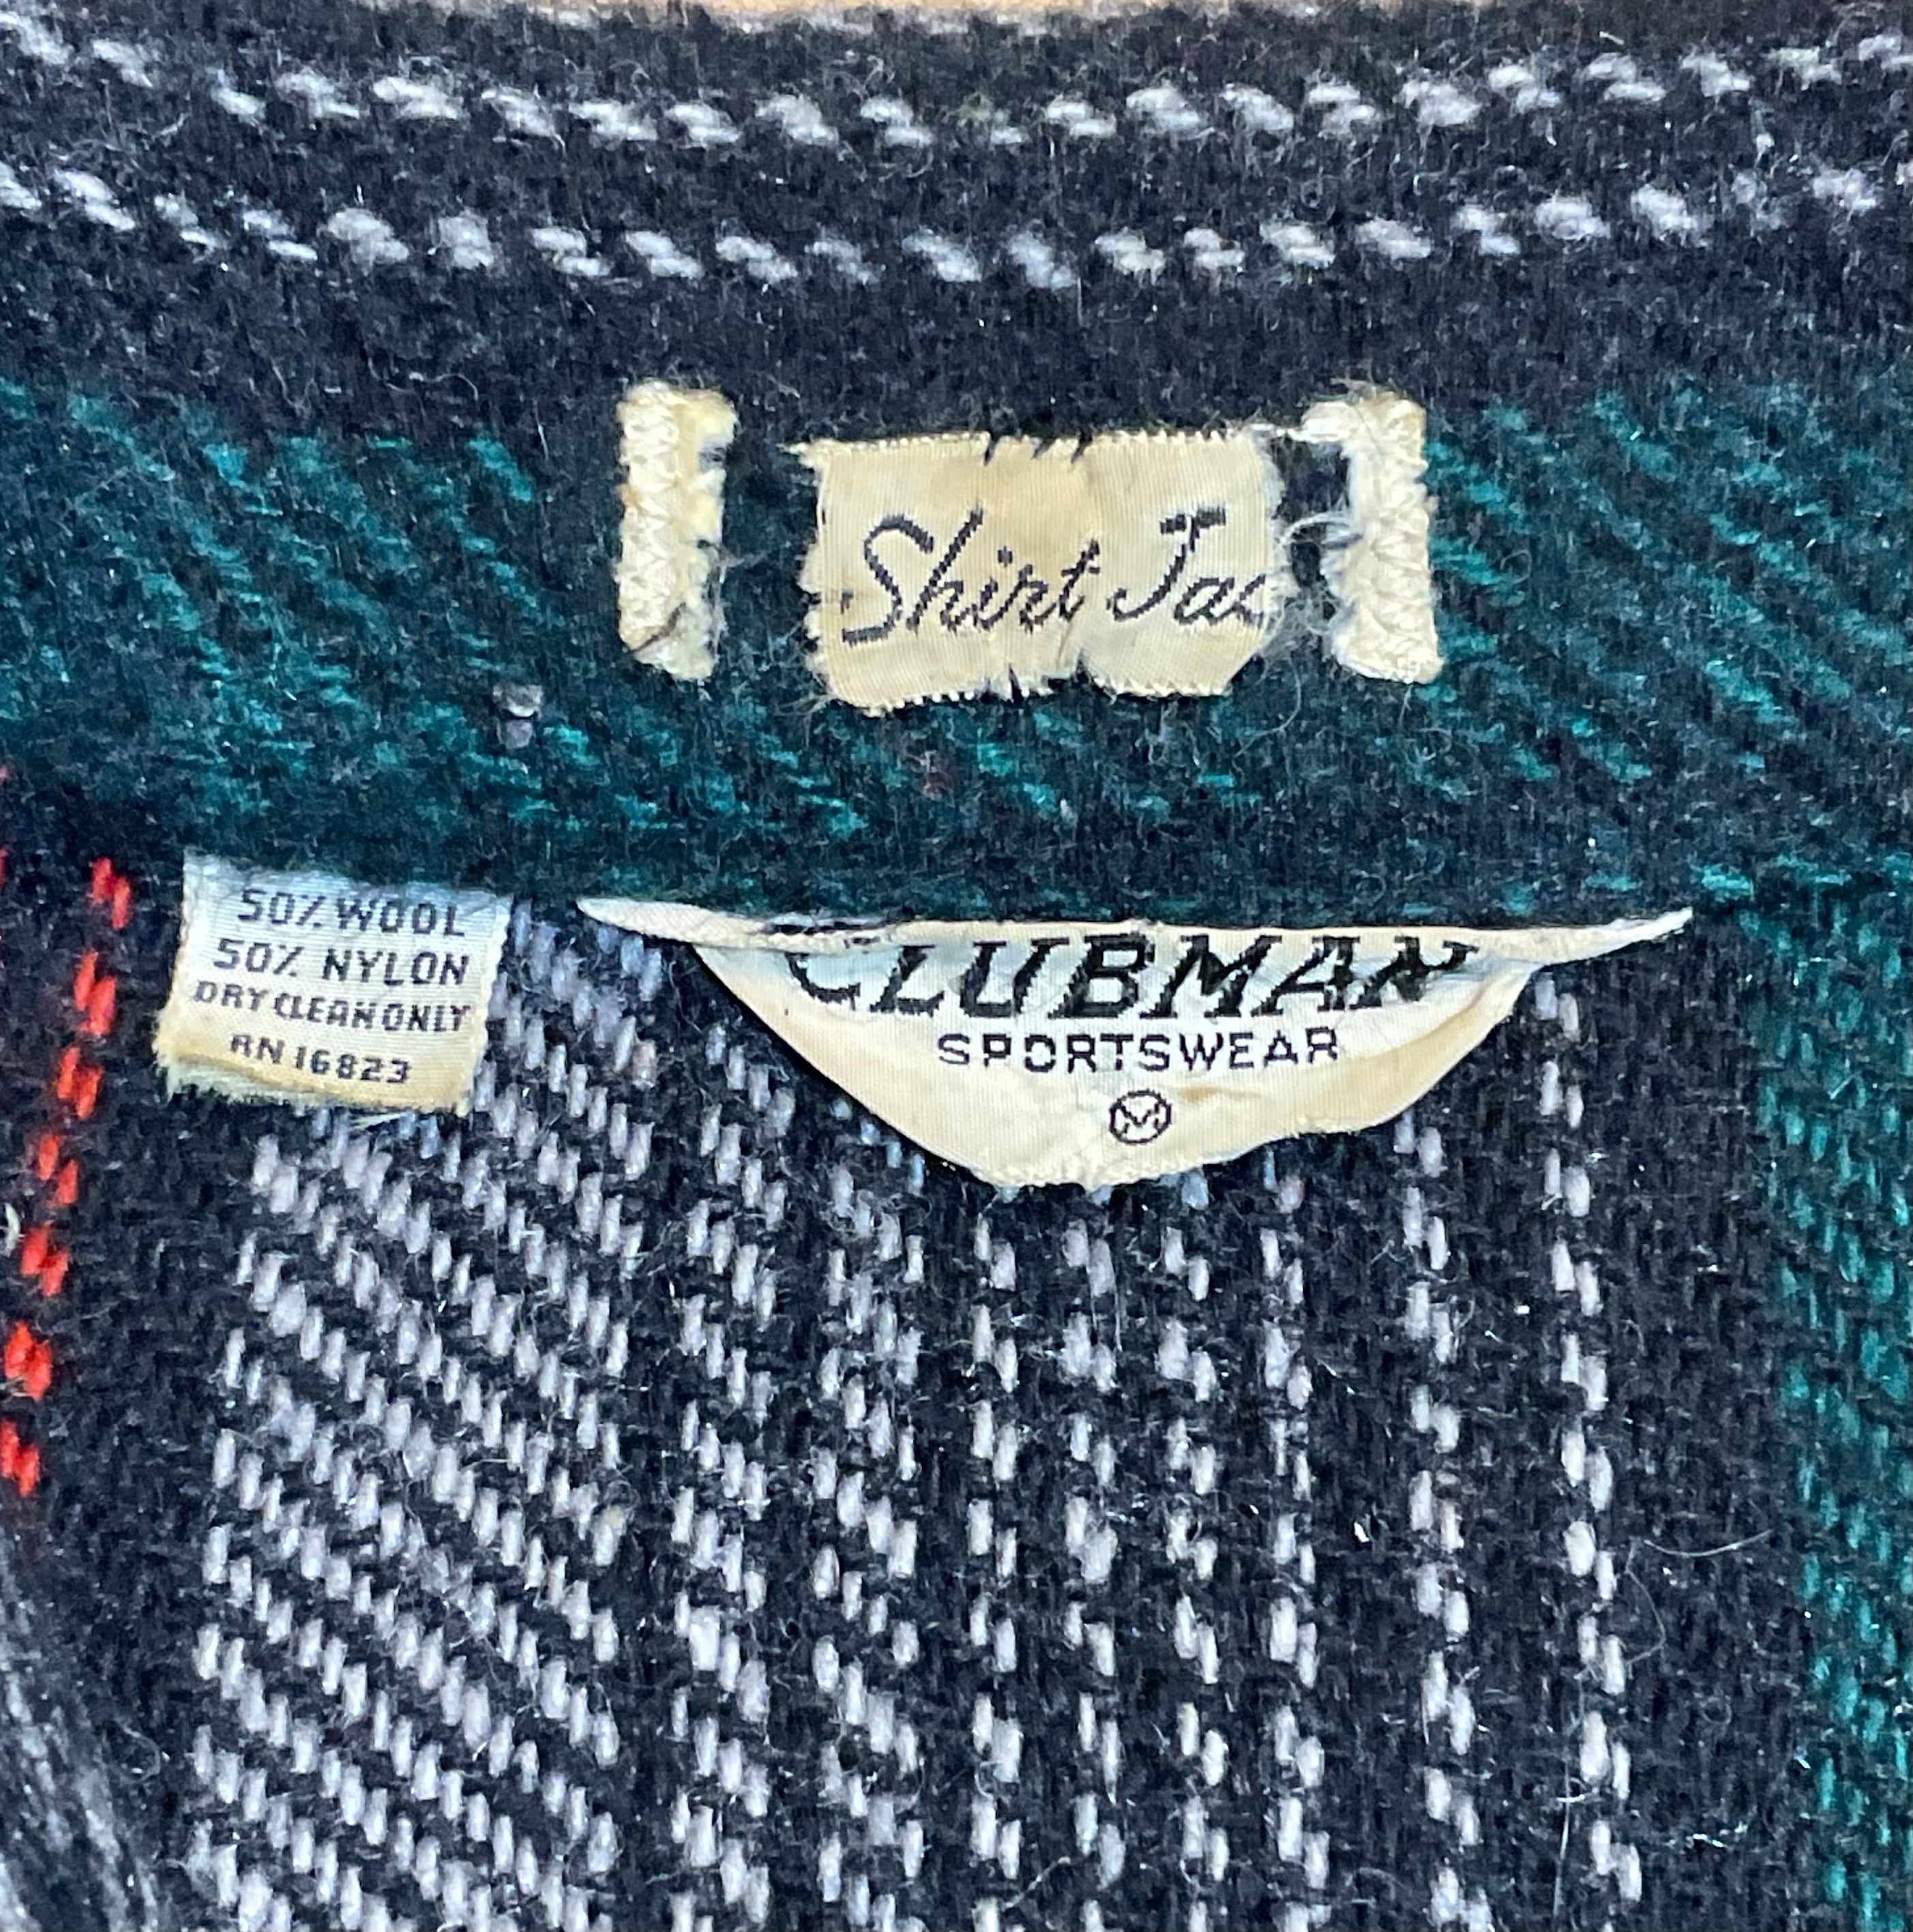 Shirt Jac
50% WOOL
50% NYLON
DRY CLEAN ONLY
RN 16823
CLUBMAN
SPORTSWEAR
M